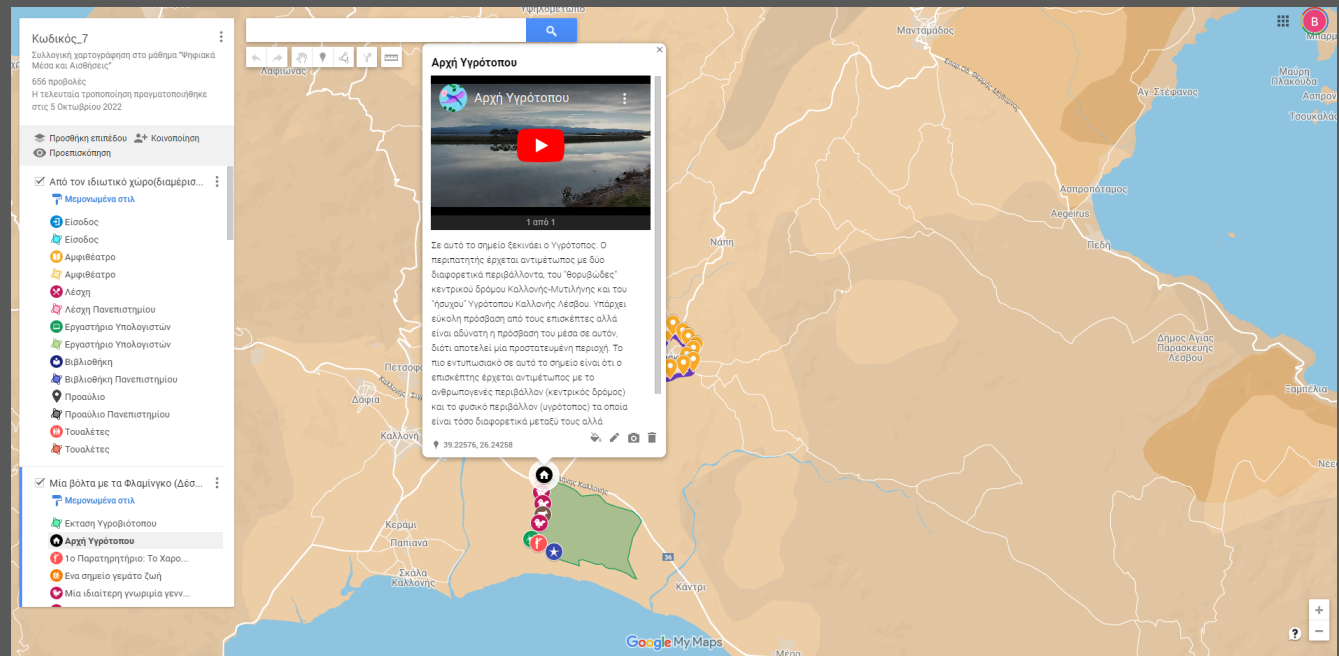 Κωδικός_7
Συλλογική χαρτογράφηση στο μάθημα "Ψηφιακά
Μέσα και Αισθήσεις"
656 προβολές
Η τελευταία τροποποίηση πραγματοποιήθηκε
στις 5 Οκτωβρίου 2022
Προσθήκη επιπέδου
Κοινοποίηση
Προεπισκόπηση
Από τον ιδιωτικό χώρο(διαμέρισ...
Μεμονωμένα στιλ
Είσοδος
Είσοδος
Αμφιθέατρο
Αμφιθέατρο
Λέσχη
Λέσχη Πανεπιστημίου
Εργαστήριο Υπολογιστών
Εργαστήριο Υπολογιστών
Βιβλιοθήκη
Βιβλιοθήκη Πανεπιστημίου
Προαύλιο
Προαύλιο Πανεπιστημίου
Τουαλέτες
Τουαλέτες
Μία βόλτα με τα Φλαμίνγκο (Δέσ...
Μεμονωμένα στιλ
Εκταση Υγροβιότοπου
Αρχή Υγρότοπου
1ο Παρατηρητήριο: Το Χαρο...
Ενα σημείο γεμάτο ζωή
Μία ιδιαίτερη γνωριμία γενν...
Αρχή Υγρότοπου
Αρχή Υγρότοπου
1 από 1
Σε αυτό το σημείο ξεκινάει ο Υγρότοπος. Ο
περιπατητής έρχεται αντιμέτωπος με δύο
διαφορετικά περιβάλλοντα, του "θορυβώδες"
κεντρικού δρόμου Καλλονής-Μυτιλήνης και του
"ήσυχου" Υγρότοπου Καλλονής Λέσβου. Υπάρχει
εύκολη πρόσβαση από τους επισκέπτες αλλά
είναι αδύνατη η πρόσβαση του μέσα σε αυτόν,
διότι αποτελεί μία προστατευμένη περιοχή. Το
πιο εντυπωσιακό σε αυτό το σημείο είναι ότι ο
επισκέπτης έρχεται αντιμέτωπος με το
ανθρωπογενές περιβάλλον (κεντρικός δρόμος)
και το φυσικό περιβάλλον (υγρότοπος) τα οποία
είναι τόσο διαφορετικά μεταξύ τους αλλά
39.22576, 26.24258
Υψηλομέτωπο
Λαφιώνας
Μανταμάδος
B
Μαύρη
Πλακούδα
Αγ. Στέφανος
Ασπροπόταμος
Aegeirus
Πεδή
Νάπη
Δήμος Αγίας
Παρασκευής
Λέσβου
Ξαμπέλια
Δάφια
Καλλονή
Κεράμι
Παπιανά
Σκάλα
Καλλονής
36
Κάντρι
Μέσα
Google My Maps
+
?
−